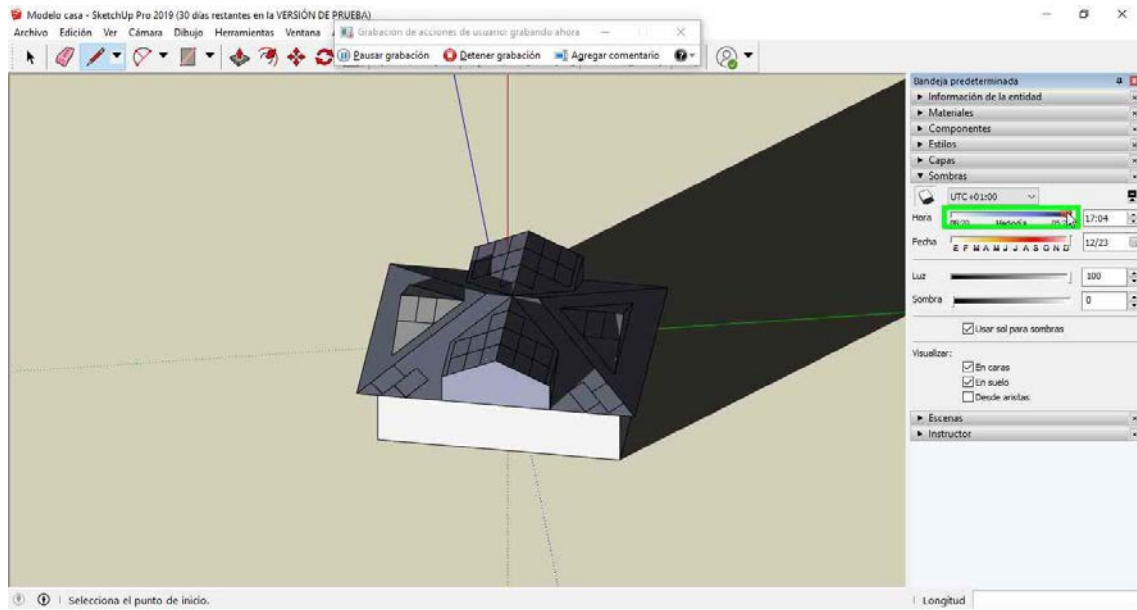 Modelo casa - SketchUp Pro 2019 (30 días restantes en la VERSIÓN DE PRUEBA)
Archivo Edición Ver Cámara Dibujo Herramientas Ventana
Grabación de acciones de usuario: grabando ahora
Pausar grabación Detener grabación Agregar comentario
Bandeja predeterminada
Información de la entidad
Materiales
Componentes
Estilos
Capas
Sombras
UTC+01:00
Hora Mediodía 17:04
Fecha E F M A M J J A S O N D 12/23
Luz 100
Sombra 0
Usar sol para sombras
Visualizar:
En caras
En suelo
Desde aristas
Escenas
Instructor
Selecciona el punto de inicio.
Longitud